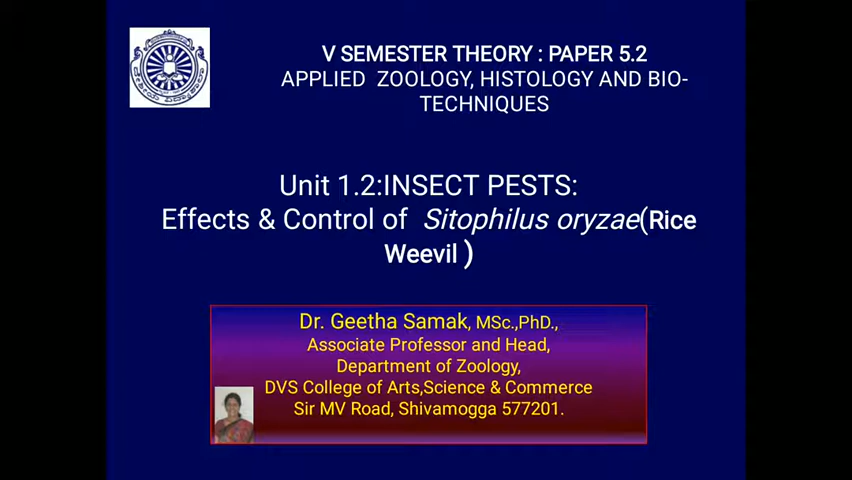 V SEMESTER THEORY : PAPER 5.2
APPLIED ZOOLOGY, HISTOLOGY AND BIO-
TECHNIQUES
Unit 1.2:INSECT PESTS:
Effects & Control of Sitophilus oryzae(Rice
Weevil )
Dr. Geetha Samak, MSc.,PhD.,
Associate Professor and Head,
Department of Zoology,
DVS College of Arts,Science & Commerce
Sir MV Road, Shivamogga 577201.